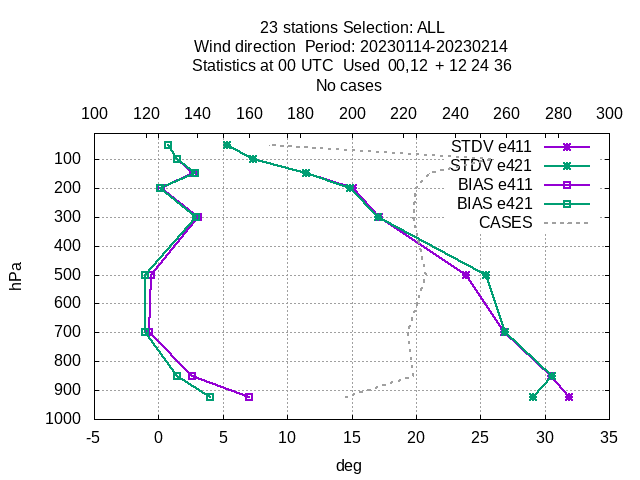 23 stations Selection: ALL
Wind direction  Period: 20230114-20230214
Statistics at 00 UTC  Used  00,12  + 12 24 36
No cases
100 120 140 160 180 200 220 240 260 280 300
STDV e411
STDV e421
BIAS e411
BIAS e421
CASES
100
200
300
400
500
600
700
800
900
1000
hPa
-5 0 5 10 15 20 25 30 35
deg